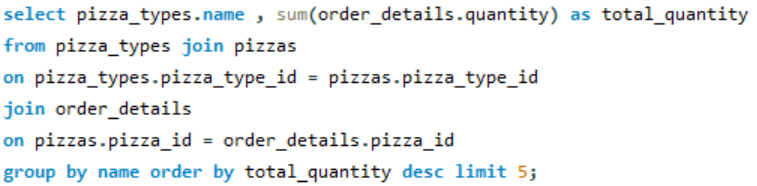 select pizza_types.name , sum(order_details.quantity) as total_quantity
from pizza_types join pizzas
on pizza_types.pizza_type_id = pizzas.pizza_type_id
join order_details
on pizzas.pizza_id = order_details.pizza_id
group by name order by total_quantity desc limit 5;